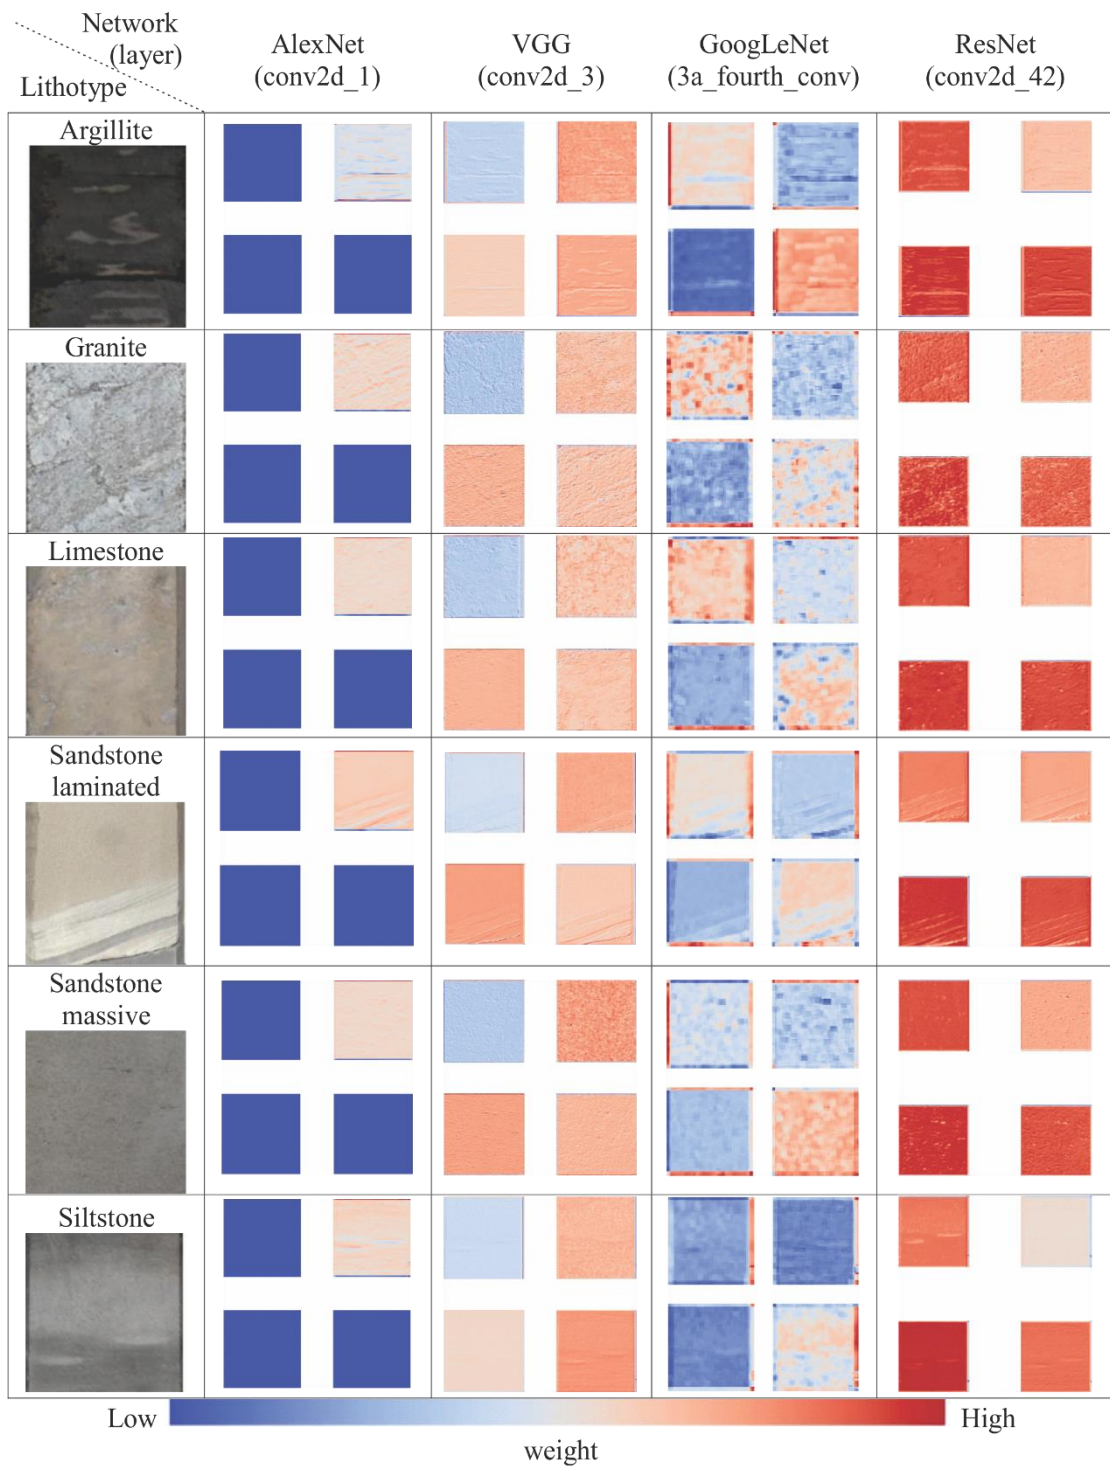 Network
(layer)
Lithotype
AlexNet
(conv2d_1)
VGG
(conv2d_3)
GoogLeNet
(3a_fourth_conv)
ResNet
(conv2d_42)
Argillite
Granite
Limestone
Sandstone
laminated
Sandstone
massive
Siltstone
Low
High
weight